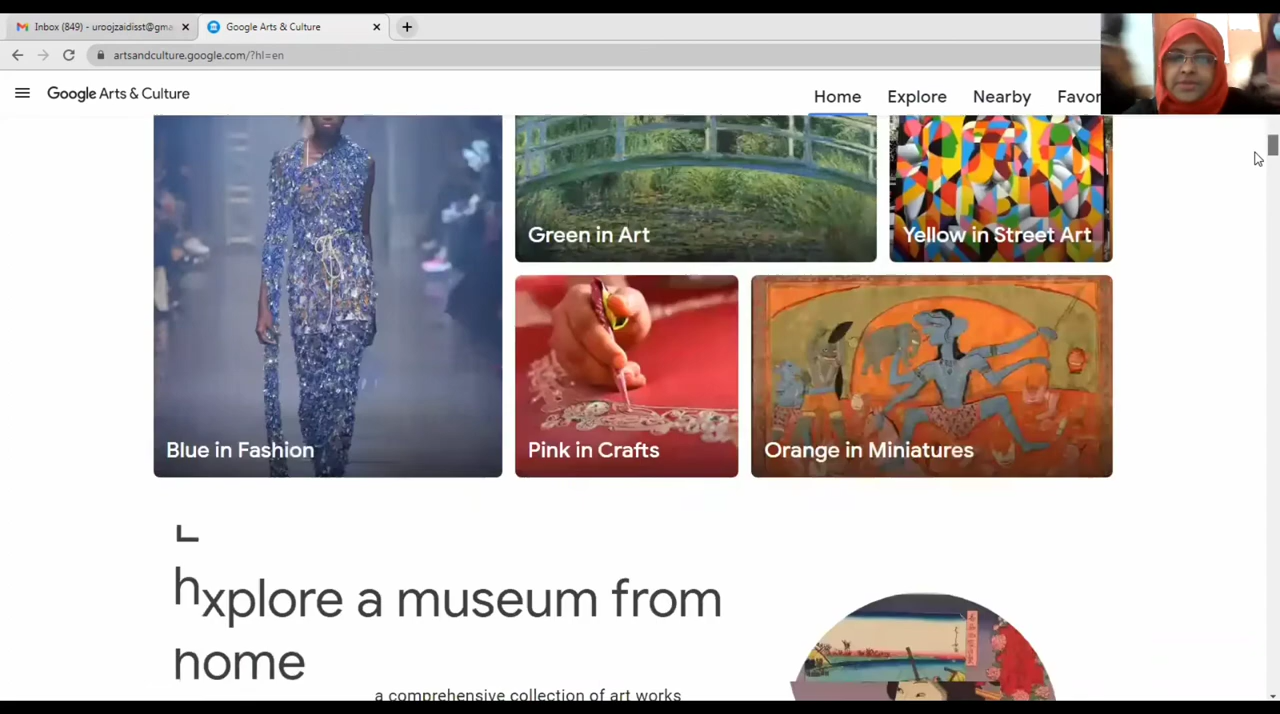 Inbox (849) - uroojzaidisst@gma
Google Arts & Culture
artsandculture.google.com/?hl=en
Google Arts & Culture
Home
Explore
Nearby
Favor
Green in Art
Yellow in Street Art
Blue in Fashion
Pink in Crafts
Orange in Miniatures
xplore a museum from
home
a comprehensive collection of art works